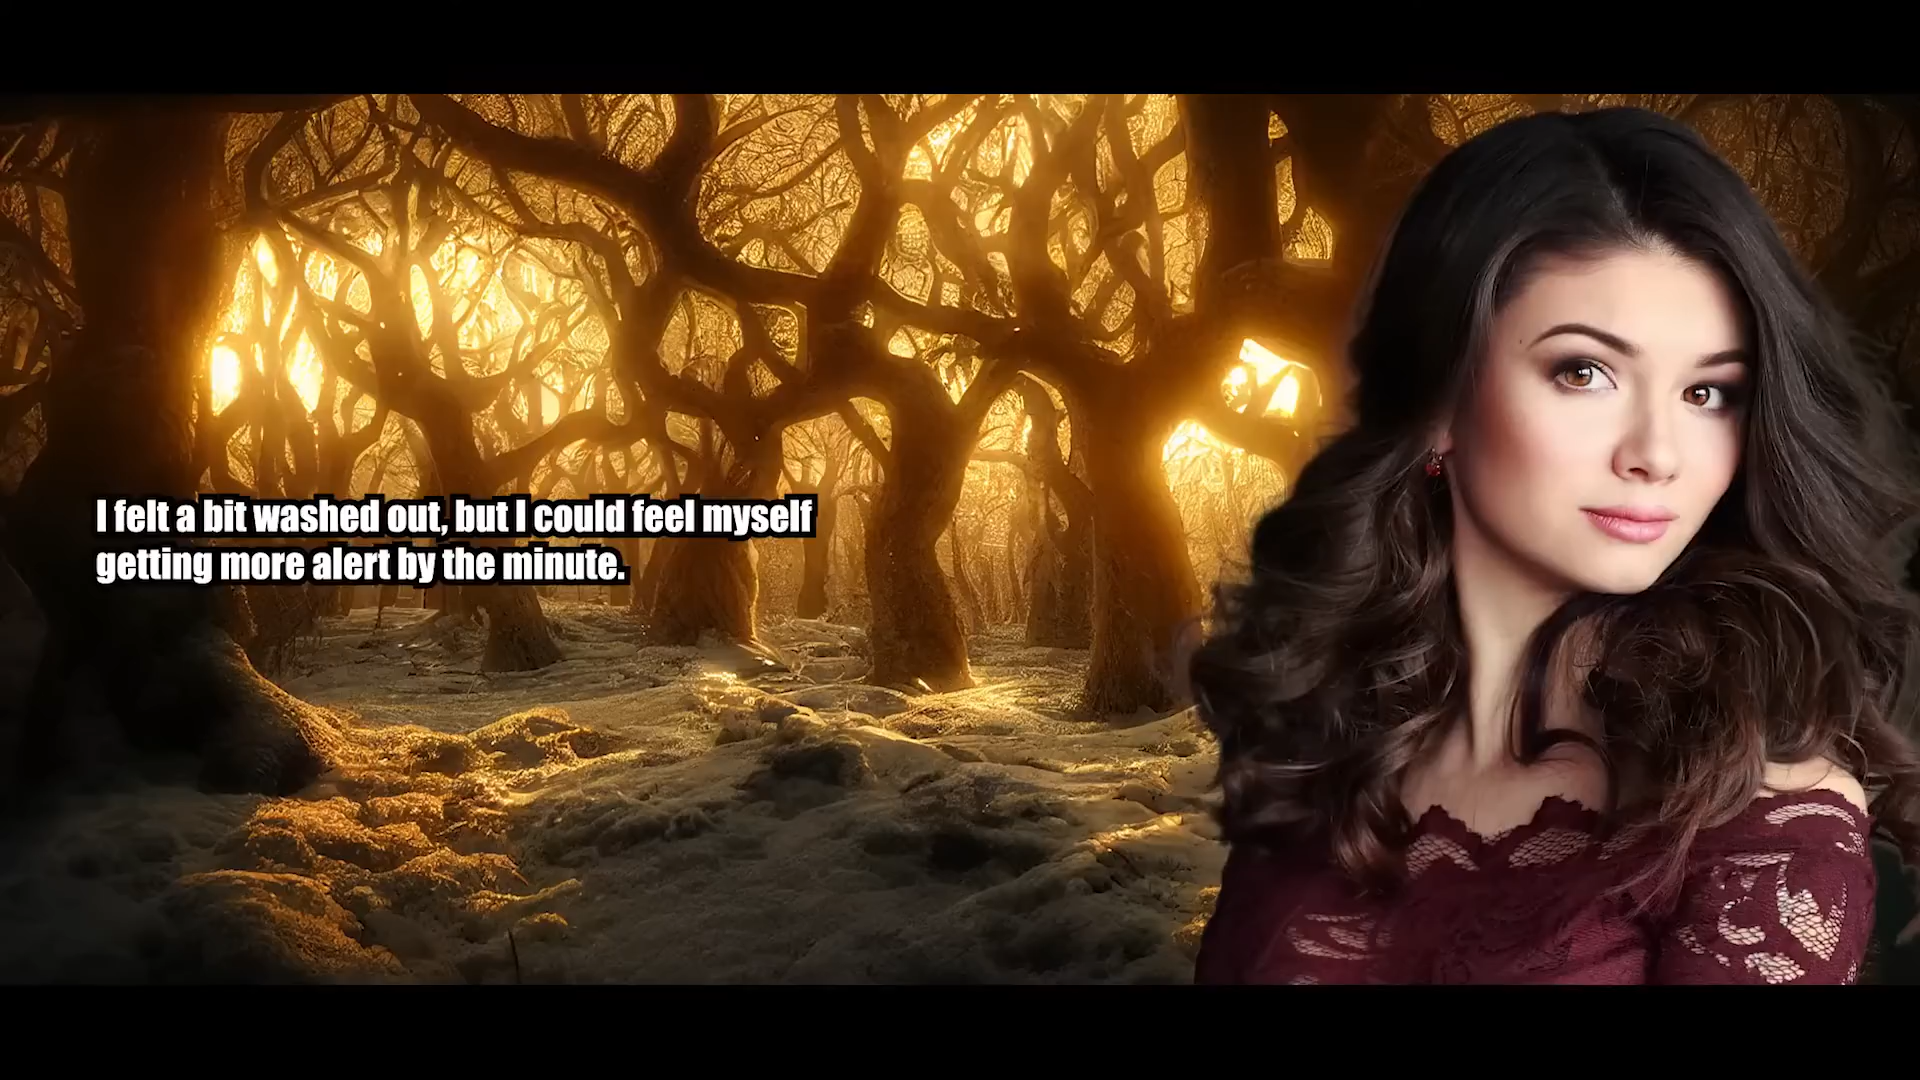 I felt a bit washed out, but I could feel myself
getting more alert by the minute.